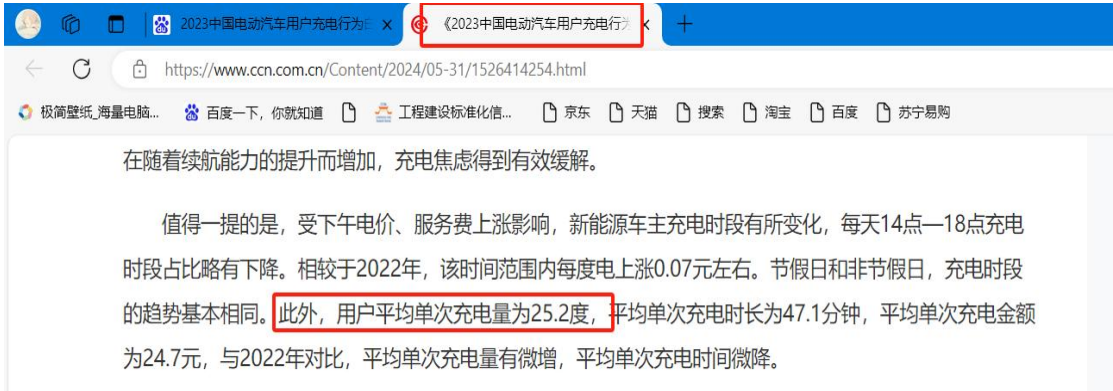 2023中国电动汽车用户充电行为
《2023中国电动汽车用户充电行为
https://www.ccn.com.cn/Content/2024/05-31/1526414254.html
极简壁纸_海量电脑... 百度一下，你就知道 工程建设标准化信... 京东 天猫 搜索 淘宝 百度 苏宁易购
在随着续航能力的提升而增加，充电焦虑得到有效缓解。
值得一提的是，受下午电价、服务费上涨影响，新能源车主充电时段有所变化，每天14点—18点充电
时段占比略有下降。相较于2022年，该时间范围内每度电上涨0.07元左右。节假日和非节假日，充电时段
的趋势基本相同。此外，用户平均单次充电量为25.2度，平均单次充电时长为47.1分钟，平均单次充电金额
为24.7元，与2022年对比，平均单次充电量有微增，平均单次充电时间微降。